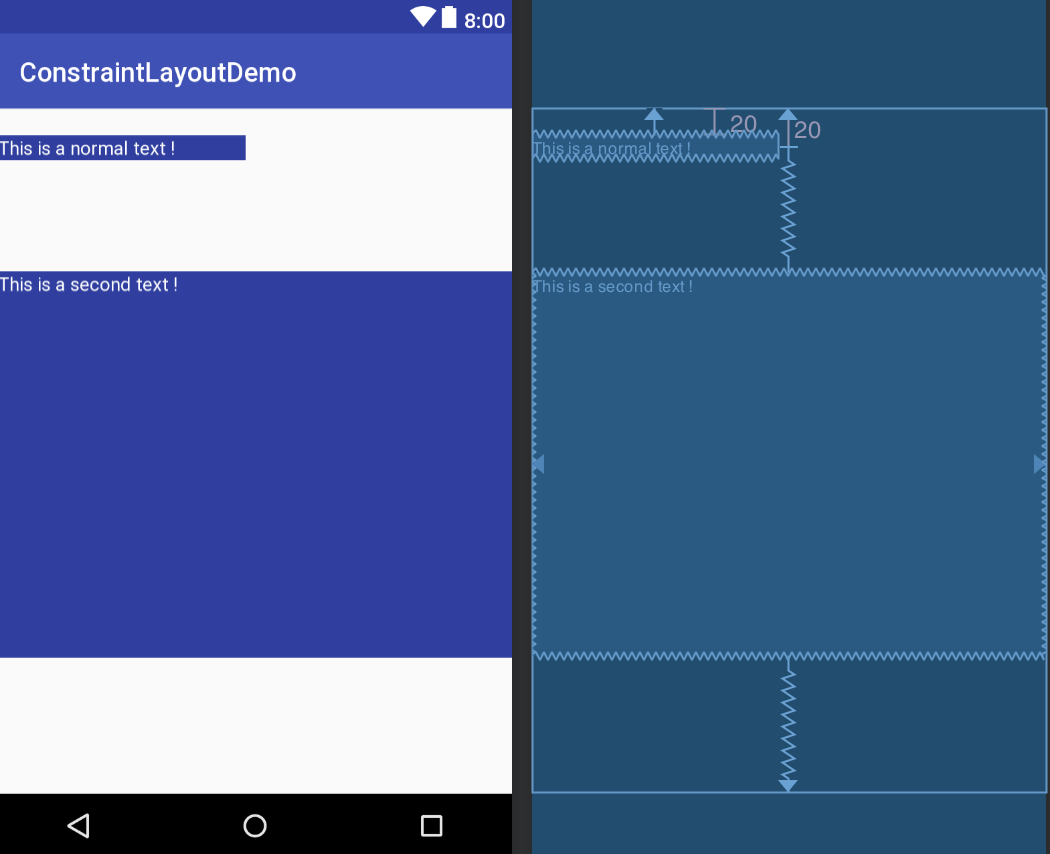 8:00
ConstraintLayoutDemo
This is a normal text !
This is a second text !
20
20
This is a normal text !
This is a second text !